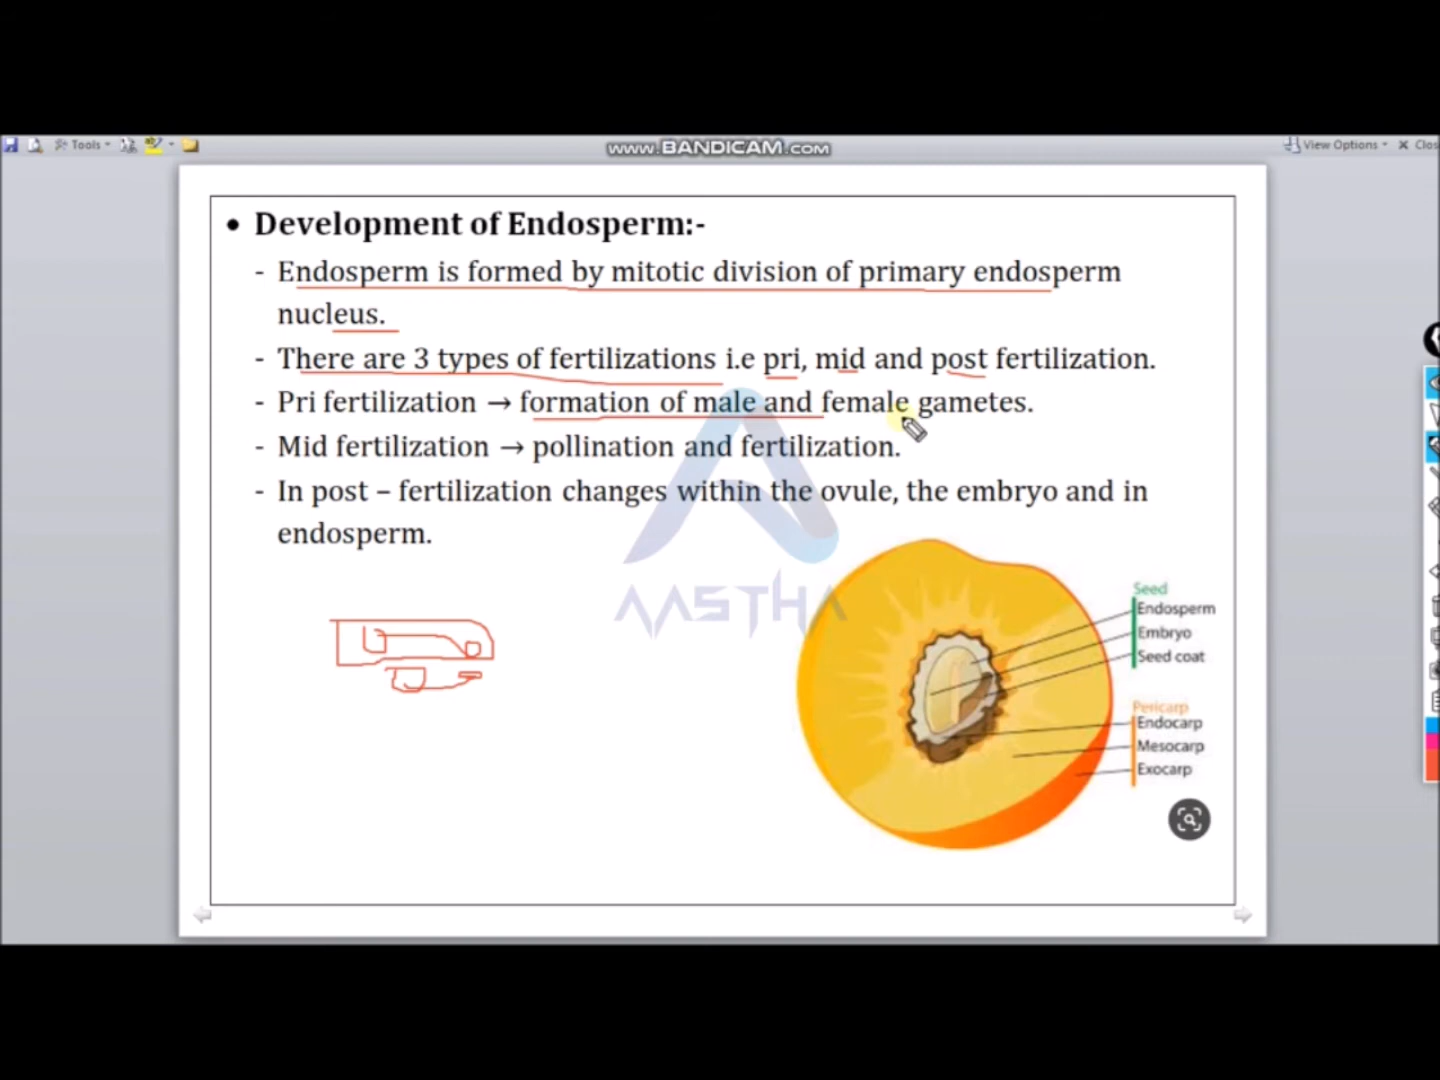 Tools
www.BANDICAM.com
View Options
Clos
• Development of Endosperm:-
- Endosperm is formed by mitotic division of primary endosperm
nucleus.
- There are 3 types of fertilizations i.e pri, mid and post fertilization.
- Pri fertilization → formation of male and female gametes.
- Mid fertilization → pollination and fertilization.
- In post – fertilization changes within the ovule, the embryo and in
endosperm.
AASTHA
Seed
Endosperm
Embryo
Seed coat
Pericarp
Endocarp
Mesocarp
Exocarp